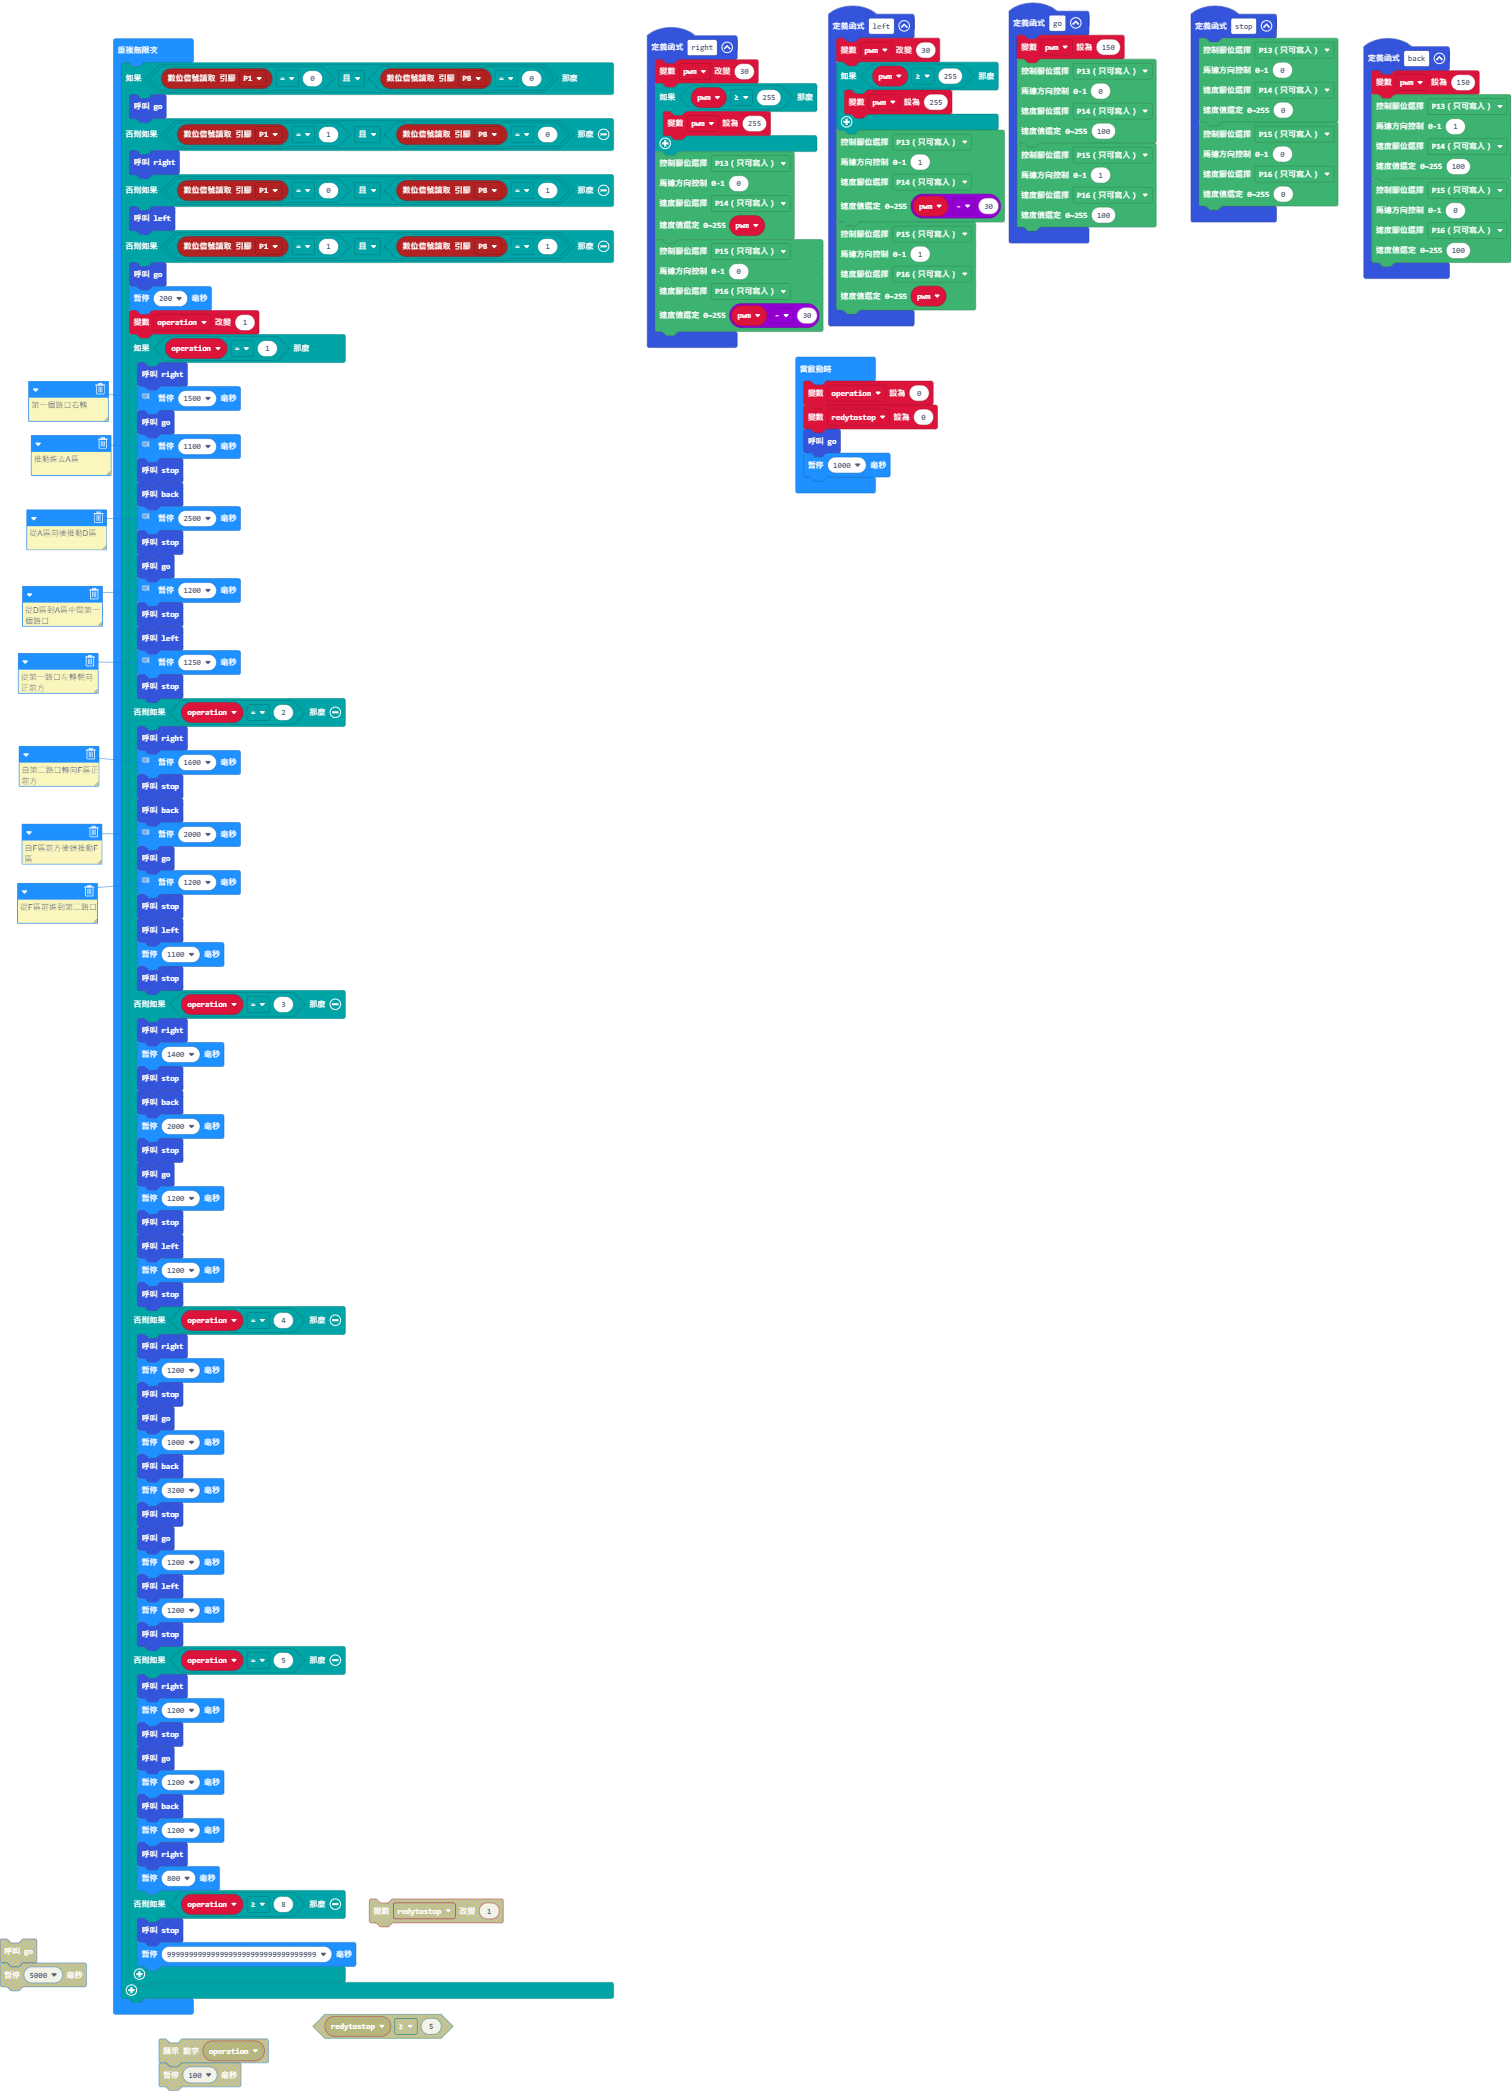 重複無限次
如果 數位信號讀取 引腳 P1 = 0 且 數位信號讀取 引腳 P8 = 0 那麼
呼叫 go
否則如果 數位信號讀取 引腳 P1 = 1 且 數位信號讀取 引腳 P8 = 0 那麼
呼叫 right
否則如果 數位信號讀取 引腳 P1 = 0 且 數位信號讀取 引腳 P8 = 1 那麼
呼叫 left
否則如果 數位信號讀取 引腳 P1 = 1 且 數位信號讀取 引腳 P8 = 1 那麼
呼叫 go
暫停 200 毫秒
變數 operation 改變 1
如果 operation = 1 那麼
呼叫 right
暫停 1500 毫秒
第一個路口右轉
呼叫 go
暫停 1100 毫秒
推動進去A區
呼叫 stop
呼叫 back
暫停 2500 毫秒
從A區向後推動D區
呼叫 stop
呼叫 go
暫停 1200 毫秒
從D區到A區中間第一
個路口
呼叫 stop
呼叫 left
暫停 1250 毫秒
從第一路口左轉朝向
正前方
呼叫 stop
否則如果 operation = 2 那麼
呼叫 right
暫停 1600 毫秒
自第二路口轉向F區正
前方
呼叫 stop
呼叫 back
暫停 2000 毫秒
自F區前方後退推動F
區
呼叫 go
暫停 1200 毫秒
從F區前進到第二路口
呼叫 stop
呼叫 left
暫停 1100 毫秒
呼叫 stop
否則如果 operation = 3 那麼
呼叫 right
暫停 1400 毫秒
呼叫 stop
呼叫 back
暫停 2000 毫秒
呼叫 stop
呼叫 go
暫停 1200 毫秒
呼叫 stop
呼叫 left
暫停 1200 毫秒
呼叫 stop
否則如果 operation = 4 那麼
呼叫 right
暫停 1200 毫秒
呼叫 stop
呼叫 go
暫停 1000 毫秒
呼叫 back
暫停 3200 毫秒
呼叫 stop
呼叫 go
暫停 1200 毫秒
呼叫 left
暫停 1200 毫秒
呼叫 stop
否則如果 operation = 5 那麼
呼叫 right
暫停 1200 毫秒
呼叫 stop
呼叫 go
暫停 1200 毫秒
呼叫 back
暫停 1200 毫秒
呼叫 right
暫停 800 毫秒
否則如果 operation ≥ 8 那麼
呼叫 stop
暫停 毫秒
變數 redytostop 改變 1
呼叫 go
暫停 5000 毫秒
redytostop ≥ 5
顯示 數字 operation
暫停 100 毫秒
定義函式 right
變數 pwm 改變 30
如果 pwm ≥ 255 那麼
變數 pwm 設為 255
控制腳位選擇 P13 ( 只可寫入 )
馬達方向控制 0-1 0
速度腳位選擇 P14 ( 只可寫入 )
速度值選定 0~255 pwm
控制腳位選擇 P15 ( 只可寫入 )
馬達方向控制 0-1 0
速度腳位選擇 P16 ( 只可寫入 )
速度值選定 0~255 pwm - 30
定義函式 left
變數 pwm 改變 30
如果 pwm ≥ 255 那麼
變數 pwm 設為 255
控制腳位選擇 P13 ( 只可寫入 )
馬達方向控制 0-1 1
速度腳位選擇 P14 ( 只可寫入 )
速度值選定 0~255 pwm - 30
控制腳位選擇 P15 ( 只可寫入 )
馬達方向控制 0-1 1
速度腳位選擇 P16 ( 只可寫入 )
速度值選定 0~255 pwm
定義函式 go
變數 pwm 設為 150
控制腳位選擇 P13 ( 只可寫入 )
馬達方向控制 0-1 0
速度腳位選擇 P14 ( 只可寫入 )
速度值選定 0~255 100
控制腳位選擇 P15 ( 只可寫入 )
馬達方向控制 0-1 1
速度腳位選擇 P16 ( 只可寫入 )
速度值選定 0~255 100
定義函式 stop
控制腳位選擇 P13 ( 只可寫入 )
馬達方向控制 0-1 0
速度腳位選擇 P14 ( 只可寫入 )
速度值選定 0~255 0
控制腳位選擇 P15 ( 只可寫入 )
馬達方向控制 0-1 0
速度腳位選擇 P16 ( 只可寫入 )
速度值選定 0~255 0
定義函式 back
變數 pwm 設為 150
控制腳位選擇 P13 ( 只可寫入 )
馬達方向控制 0-1 1
速度腳位選擇 P14 ( 只可寫入 )
速度值選定 0~255 100
控制腳位選擇 P15 ( 只可寫入 )
馬達方向控制 0-1 0
速度腳位選擇 P16 ( 只可寫入 )
速度值選定 0~255 100
當啟動時
變數 operation 設為 0
變數 redytostop 設為 0
呼叫 go
暫停 1000 毫秒